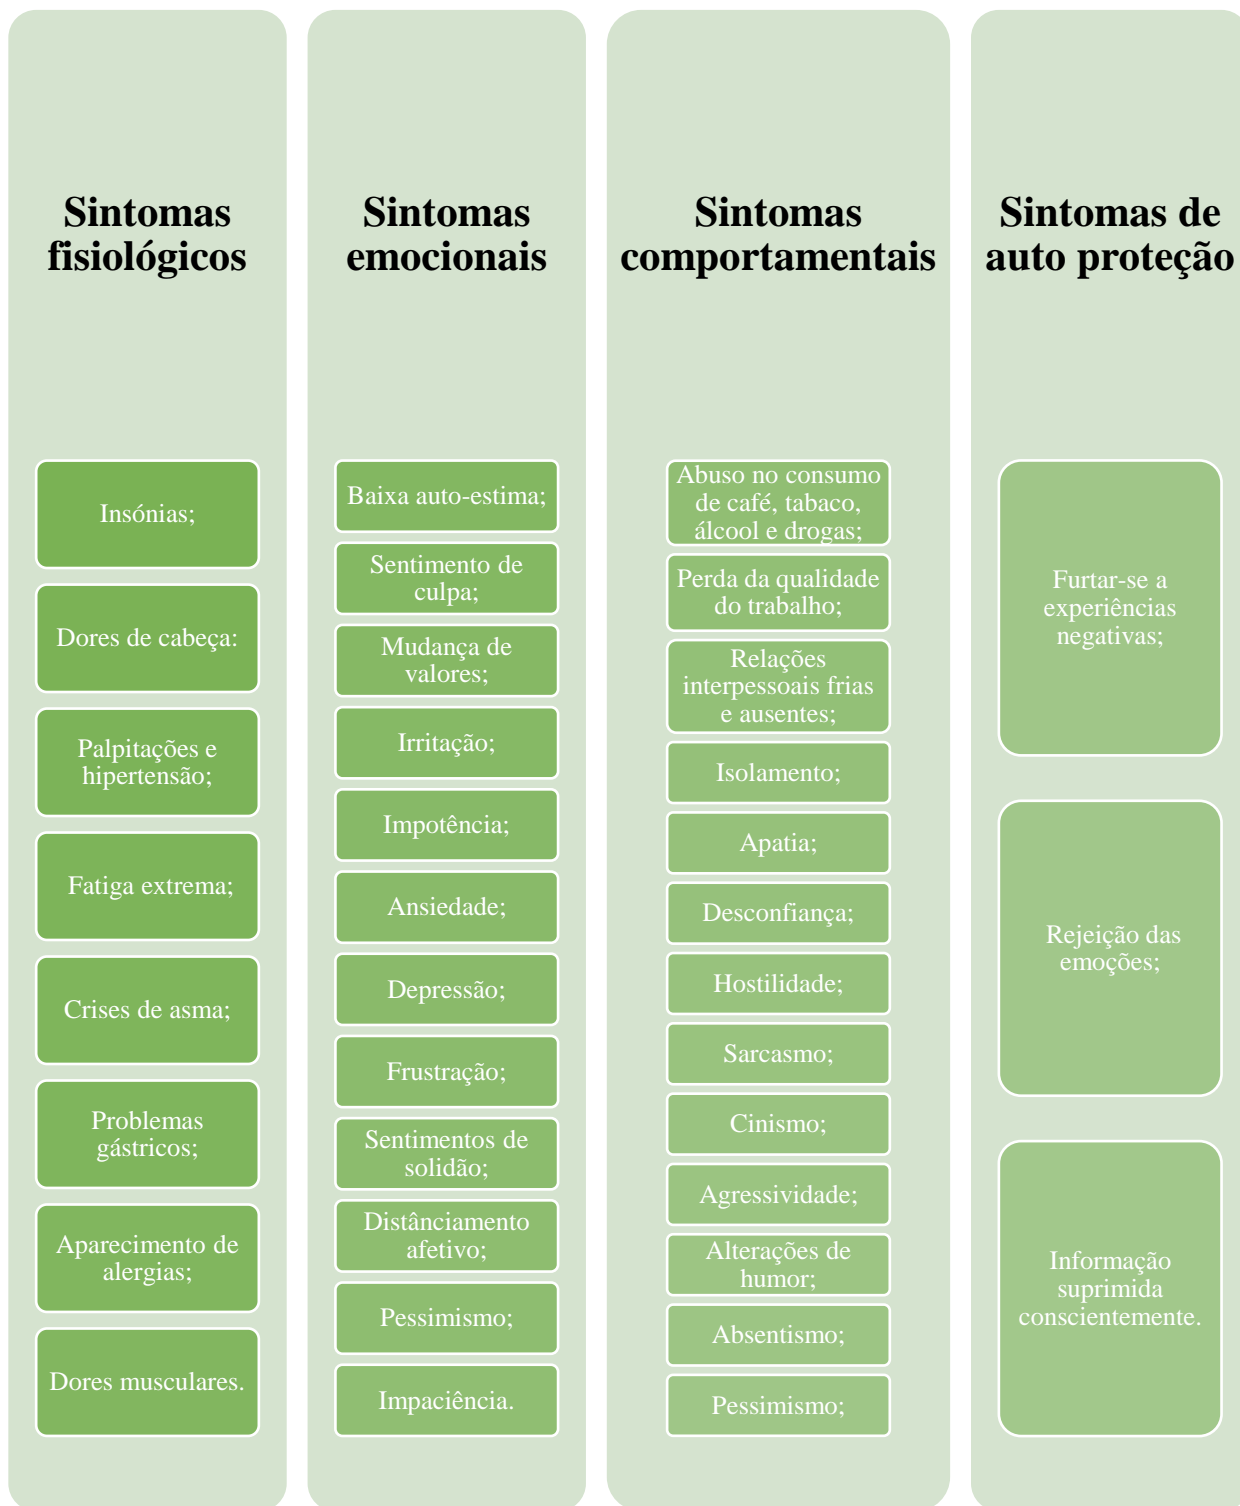 Sintomas
fisiológicos
Insónias;
Dores de cabeça:
Palpitações e
hipertensão;
Fatiga extrema;
Crises de asma;
Problemas
gástricos;
Aparecimento de
alergias;
Dores musculares.
Sintomas
emocionais
Baixa auto-estima;
Sentimento de
culpa;
Mudança de
valores;
Irritação;
Impotência;
Ansiedade;
Depressão;
Frustração;
Sentimentos de
solidão;
Distânciamento
afetivo;
Pessimismo;
Impaciência.
Sintomas
comportamentais
Abuso no consumo
de café, tabaco,
álcool e drogas;
Perda da qualidade
do trabalho;
Relações
interpessoais frias
e ausentes;
Isolamento;
Apatia;
Desconfiança;
Hostilidade;
Sarcasmo;
Cinismo;
Agressividade;
Alterações de
humor;
Absentismo;
Pessimismo;
Sintomas de
auto proteção
Furtar-se a
experiências
negativas;
Rejeição das
emoções;
Informação
suprimida
conscientemente.